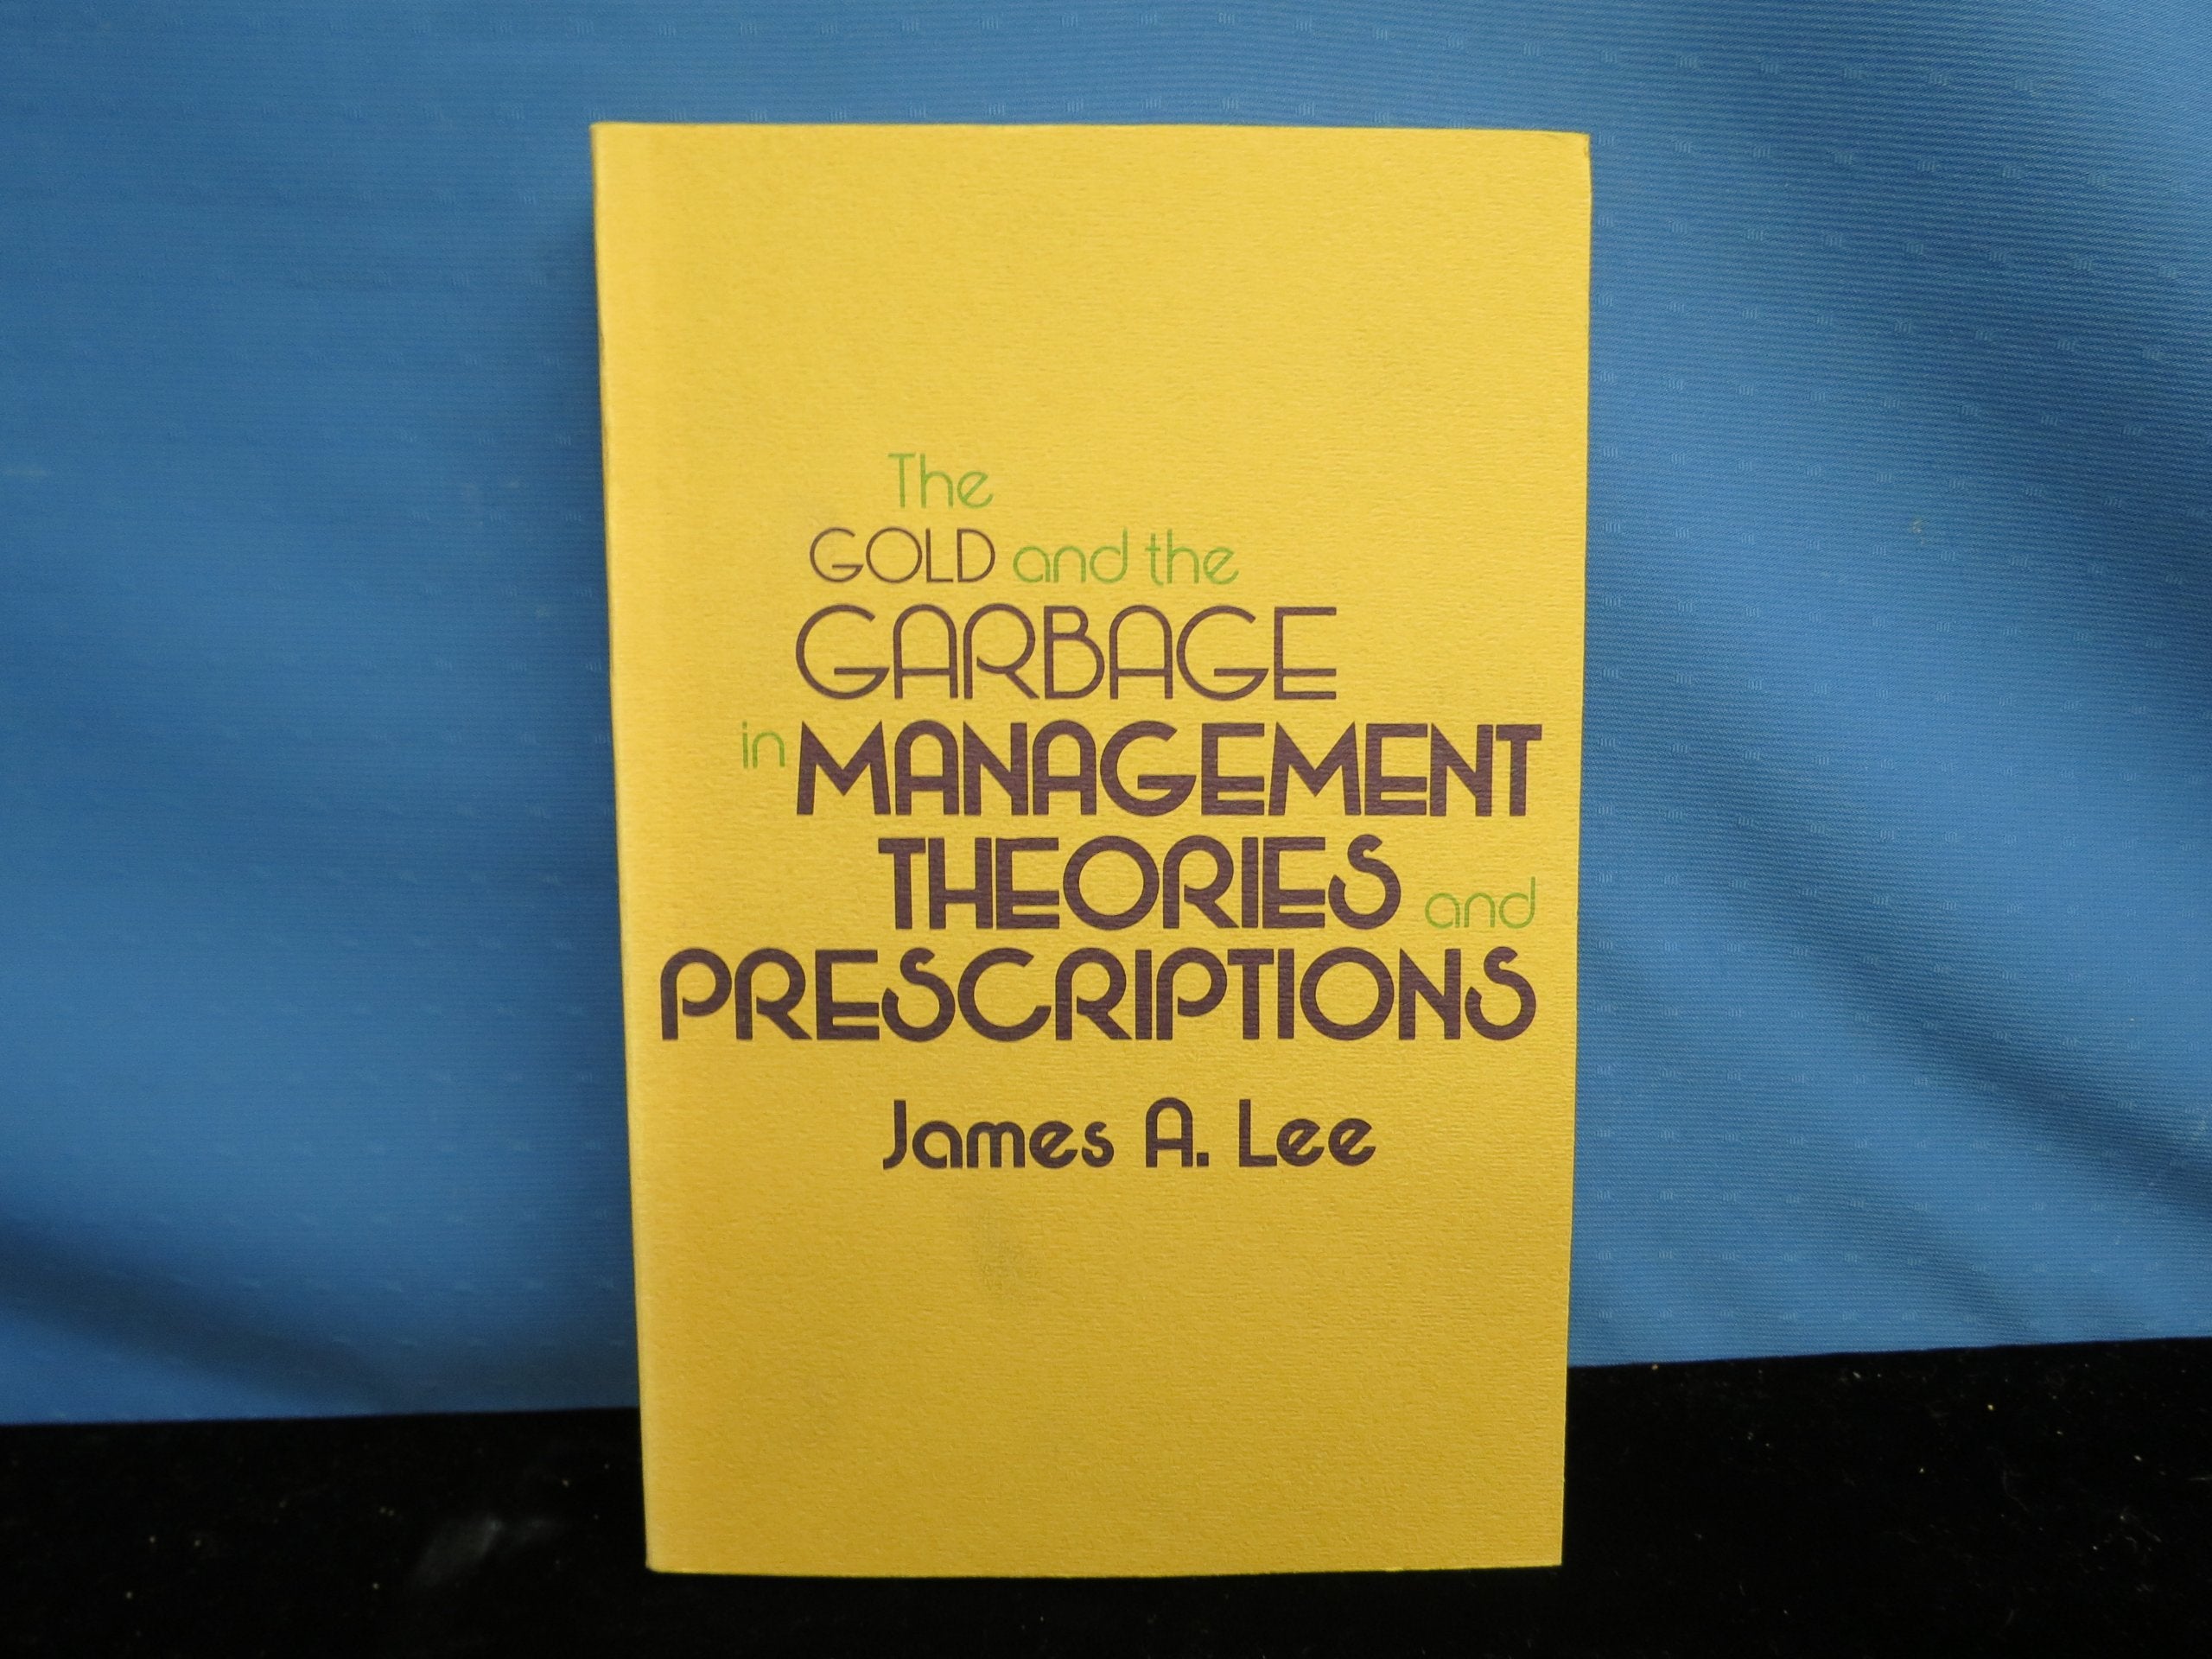 The
GOLD and the
GARBAGE
in MANAGEMENT
THEORIES and
PRESCRIPTIONS
James A. Lee